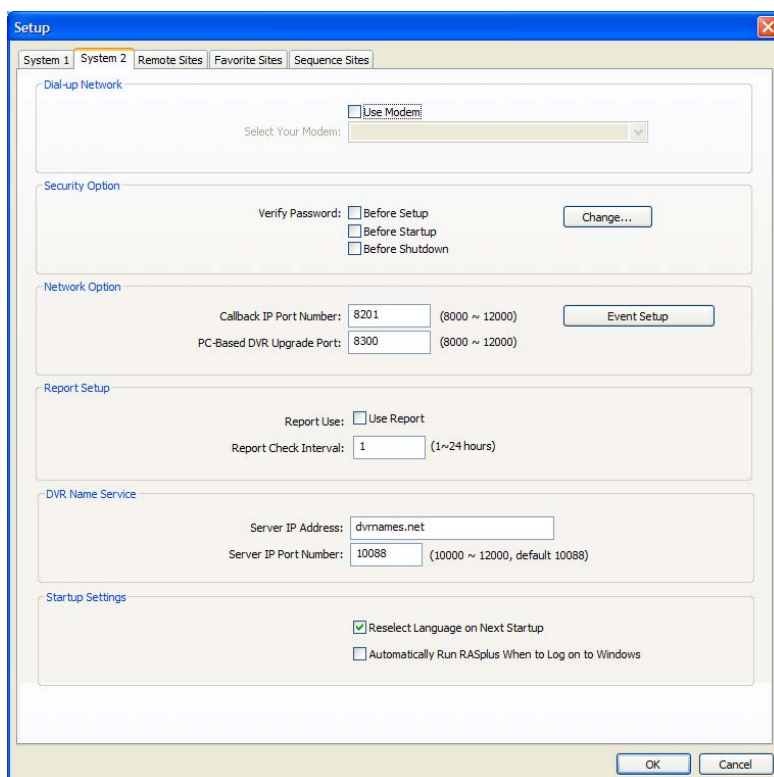 Setup
System 1 System 2 Remote Sites Favorite Sites Sequence Sites
Dial-up Network
Use Modem
Select Your Modem:
Security Option
Verify Password: Before Setup Change...
Before Startup
Before Shutdown
Network Option
Callback IP Port Number: 8201 (8000 ~ 12000) Event Setup
PC-Based DVR Upgrade Port: 8300 (8000 ~ 12000)
Report Setup
Report Use: Use Report
Report Check Interval: 1 (1~24 hours)
DVR Name Service
Server IP Address: dvrnames.net
Server IP Port Number: 10088 (10000 ~ 12000, default 10088)
Startup Settings
Reselect Language on Next Startup
Automatically Run RASplus When to Log on to Windows
OK Cancel